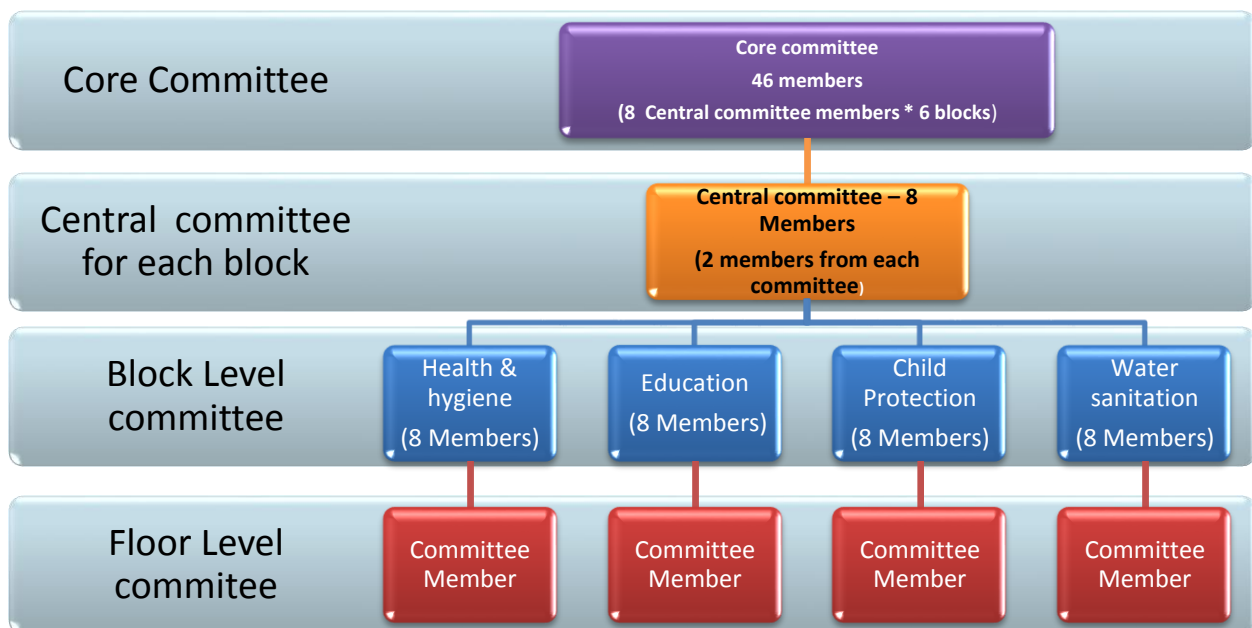 Core Committee
Core committee
46 members
(8  Central committee members * 6 blocks)
Central  committee
for each block
Central committee – 8
Members
(2 members from each
committee)
Block Level
committee
Health &
hygiene
(8 Members)
Education
(8 Members)
Child
Protection
(8 Members)
Water
sanitation
(8 Members)
Floor Level
commitee
Committee
Member
Committee
Member
Committee
Member
Committee
Member